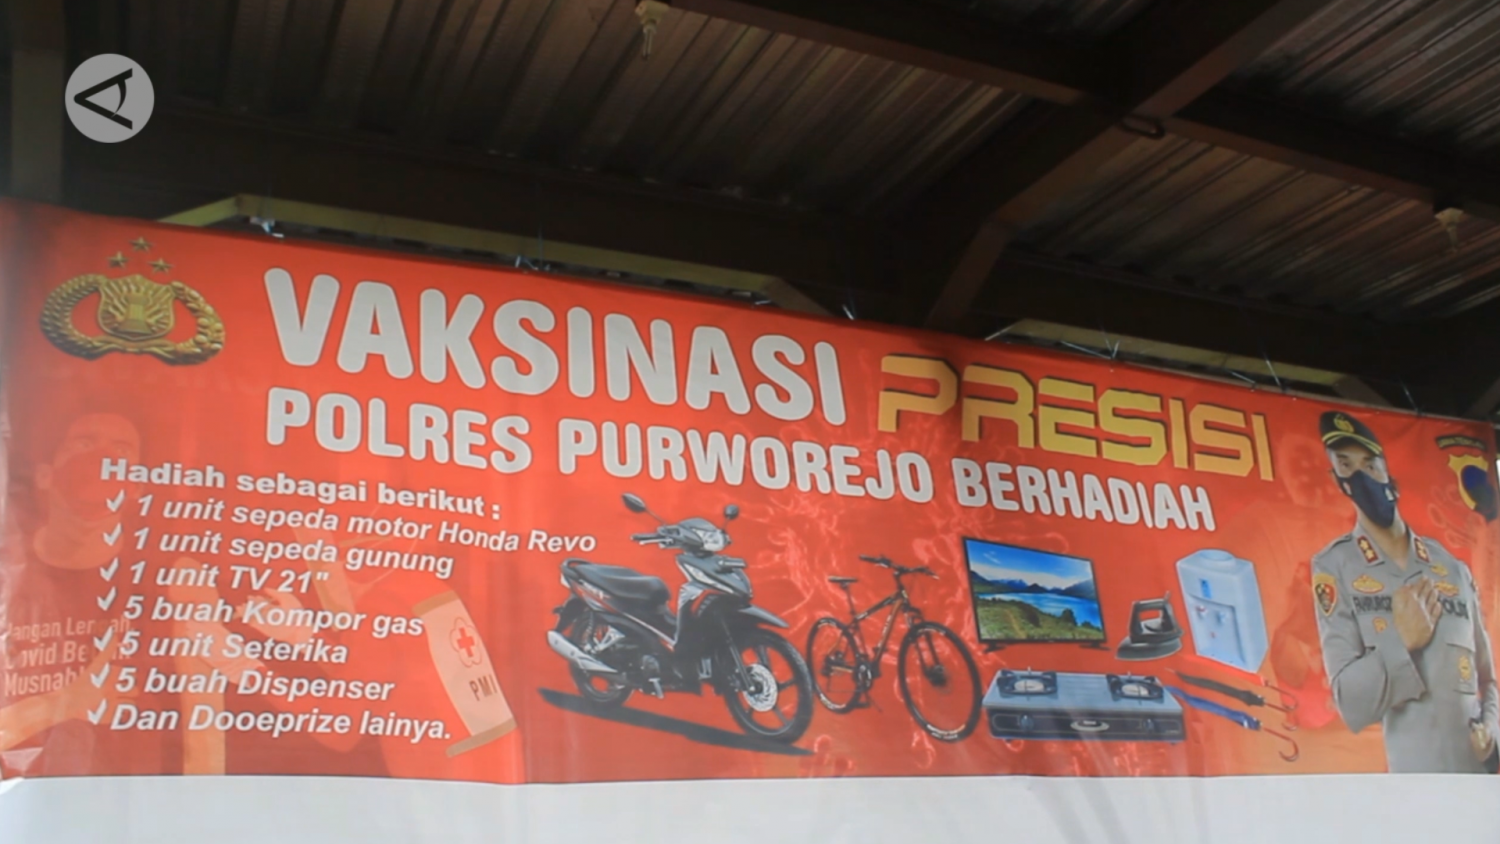 VAKSINASI PRESISI
POLRES PURWOREJO BERHADIAH
Hadiah sebagai berikut :
1 unit sepeda motor Honda Revo
1 unit sepeda gunung
1 unit TV 21"
5 buah Kompor gas
5 unit Seterika
5 buah Dispenser
Dan Dooeprize lainya.
PMI